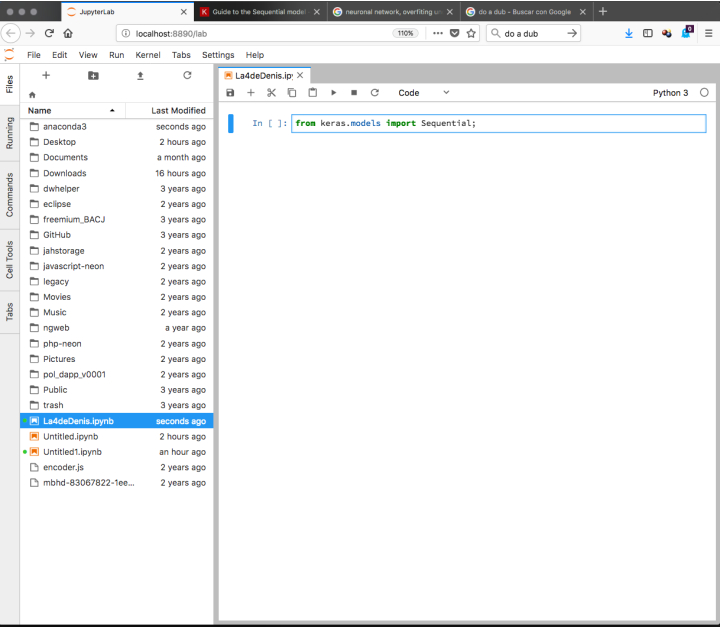 JupyterLab
Guide to the Sequential model
neuronal network, overfiting un
do a dub - Buscar con Google
localhost:8890/lab
110%
do a dub
0
File Edit View Run Kernel Tabs Settings Help
Files
Running
Commands
Cell Tools
Tabs
Name Last Modified
anaconda3 seconds ago
Desktop 2 hours ago
Documents a month ago
Downloads 16 hours ago
dwhelper 3 years ago
eclipse 2 years ago
freemium_BACJ 3 years ago
GitHub 3 years ago
jahstorage 2 years ago
javascript-neon 2 years ago
legacy 2 years ago
Movies 2 years ago
Music 2 years ago
ngweb a year ago
php-neon 2 years ago
Pictures 2 years ago
pol_dapp_v0001 2 years ago
Public 3 years ago
trash 3 years ago
La4deDenis.ipynb seconds ago
Untitled.ipynb 2 hours ago
Untitled1.ipynb an hour ago
encoder.js 2 years ago
mbhd-83067822-1ee... 2 years ago
La4deDenis.ip
Code
Python 3
In [ ]: from keras.models import Sequential;